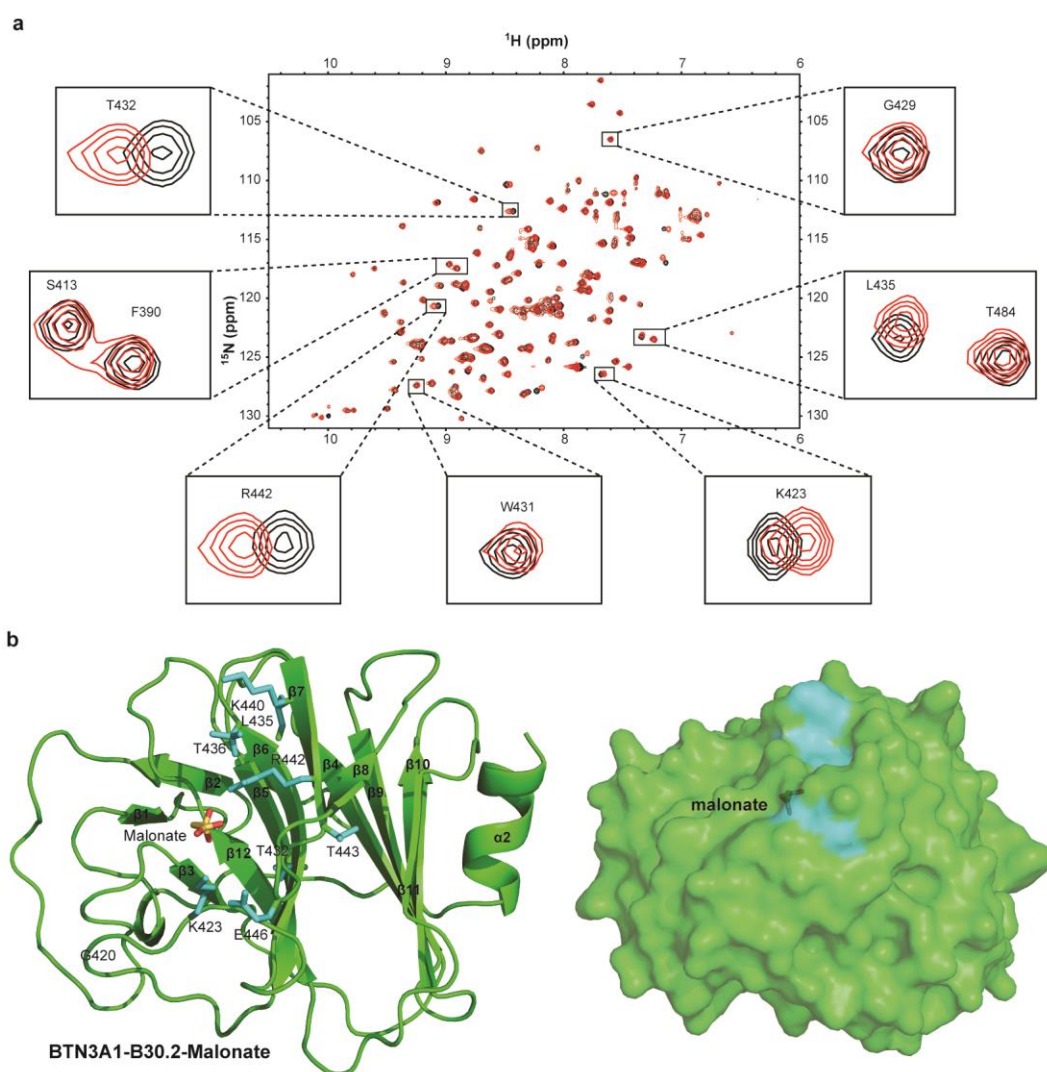 a
¹H (ppm)
10 9 8 7 6
T432
G429
105 105
110 110
115 115
120 120
125 125
130 130
¹⁵N (ppm)
S413
F390
L435
T484
10 9 8 7 6
R442
W431
K423
b
β7
K440
L435
T436
β6
R442
β2
β5
β4
β8
β10
β9
β1
Malonate
β12
T432
T443
α2
β3
β11
K423
E446
G420
BTN3A1-B30.2-Malonate
malonate